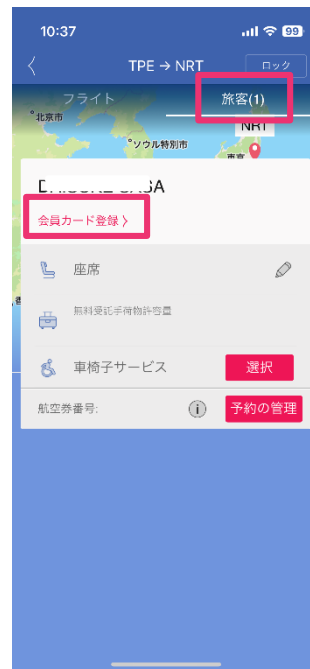 10:37
99
TPE → NRT
ロック
フライト
旅客(1)
北京市
NRT
ソウル特別市
東京
会員カード登録 〉
座席
無料受託手荷物許容量
車椅子サービス
選択
航空券番号:
予約の管理